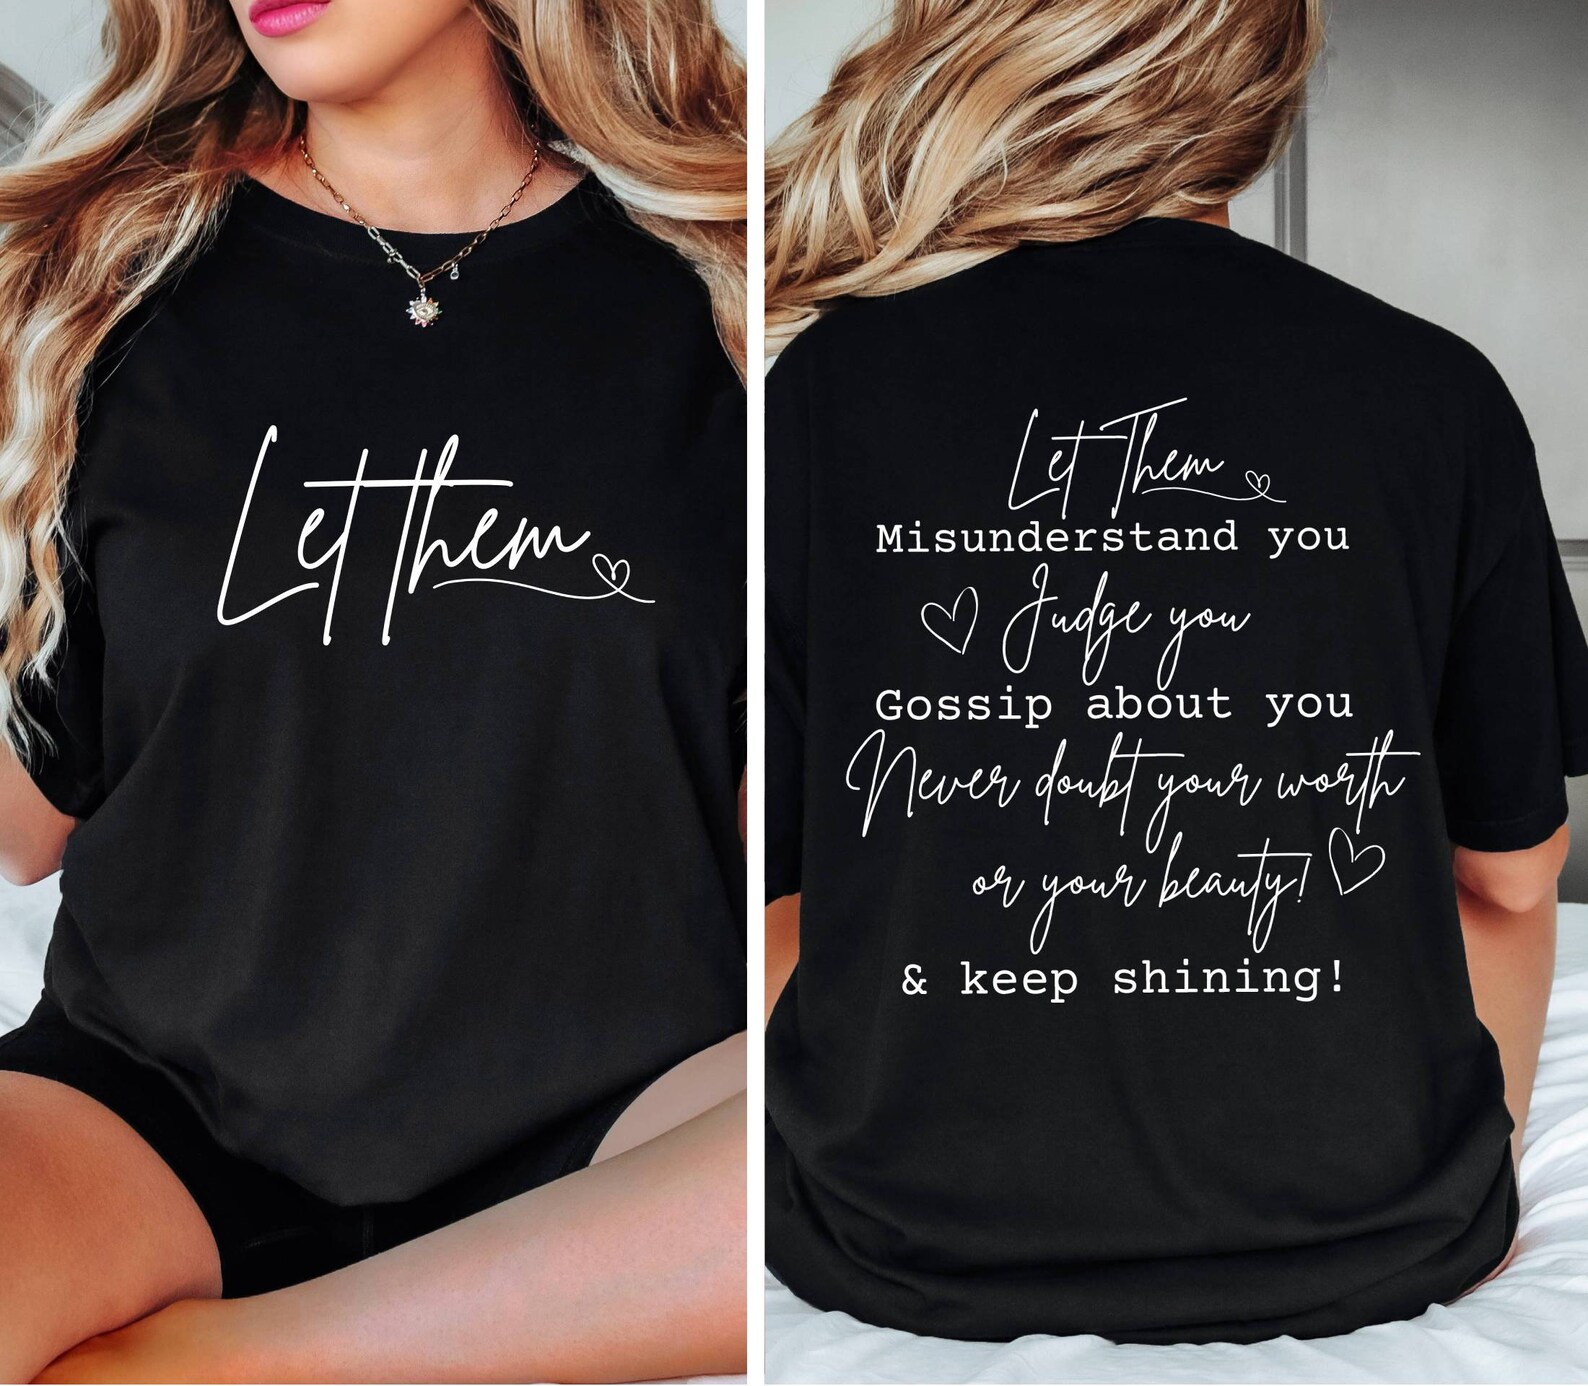 Let Them
Let Them
Misunderstand you
Judge you
Gossip about you
Never doubt your worth
or your beauty!
& keep shining!